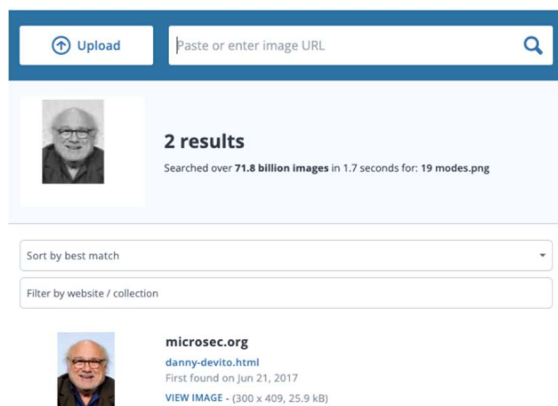 Upload
Paste or enter image URL
2 results
Searched over 71.8 billion images in 1.7 seconds for: 19 modes.png
Sort by best match
Filter by website / collection
microsec.org
danny-devito.html
First found on Jun 21, 2017
VIEW IMAGE - (300 x 409, 25.9 kB)